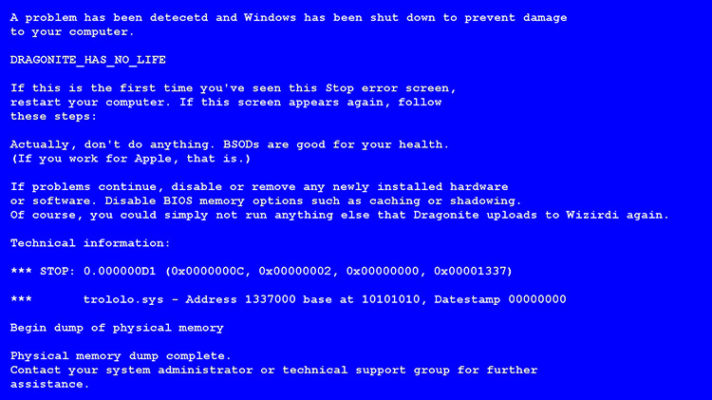 A problem has been detecetd and Windows has been shut down to prevent damage
to your computer.
DRAGONITE_HAS_NO_LIFE
If this is the first time you've seen this Stop error screen,
restart your computer. If this screen appears again, follow
these steps:
Actually, don't do anything. BSODs are good for your health.
(If you work for Apple, that is.)
If problems continue, disable or remove any newly installed hardware
or software. Disable BIOS memory options such as caching or shadowing.
Of course, you could simply not run anything else that Dragonite uploads to Wizirdi again.
Technical information:
*** STOP: 0.000000D1 (0x0000000C, 0x00000002, 0x00000000, 0x00001337)
*** trololo.sys - Address 1337000 base at 10101010, Datestamp 00000000
Begin dump of physical memory
Physical memory dump complete.
Contact your system administrator or technical support group for further
assistance.